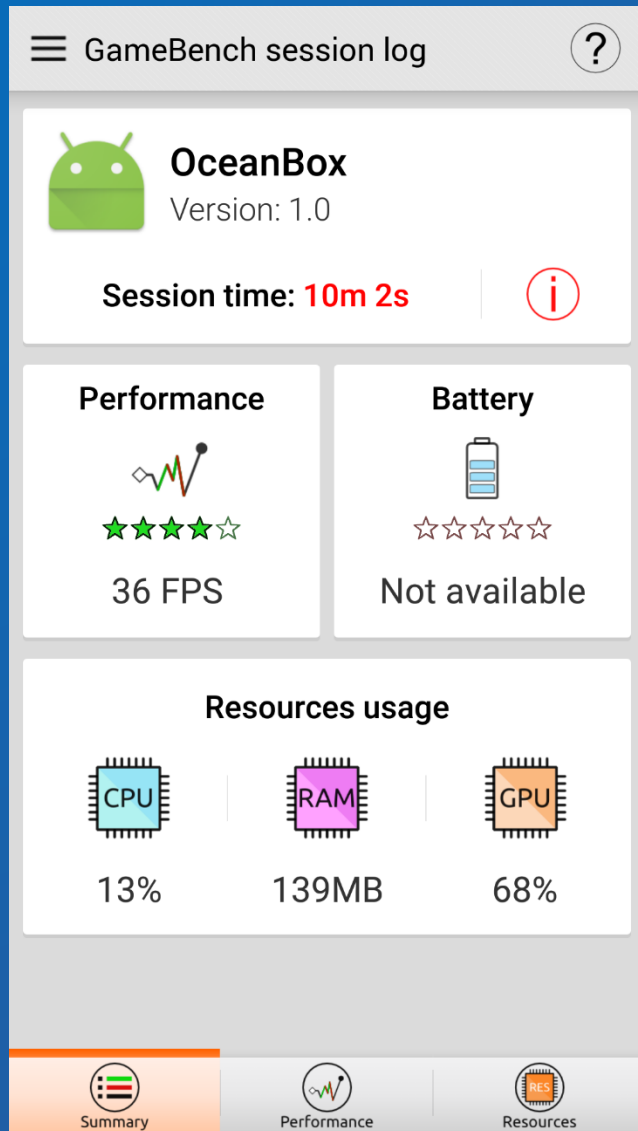 GameBench session log
?
OceanBox
Version: 1.0
Session time: 10m 2s
i
Performance
36 FPS
Battery
Not available
Resources usage
CPU
RAM
GPU
13%
139MB
68%
Summary
Performance
RES
Resources